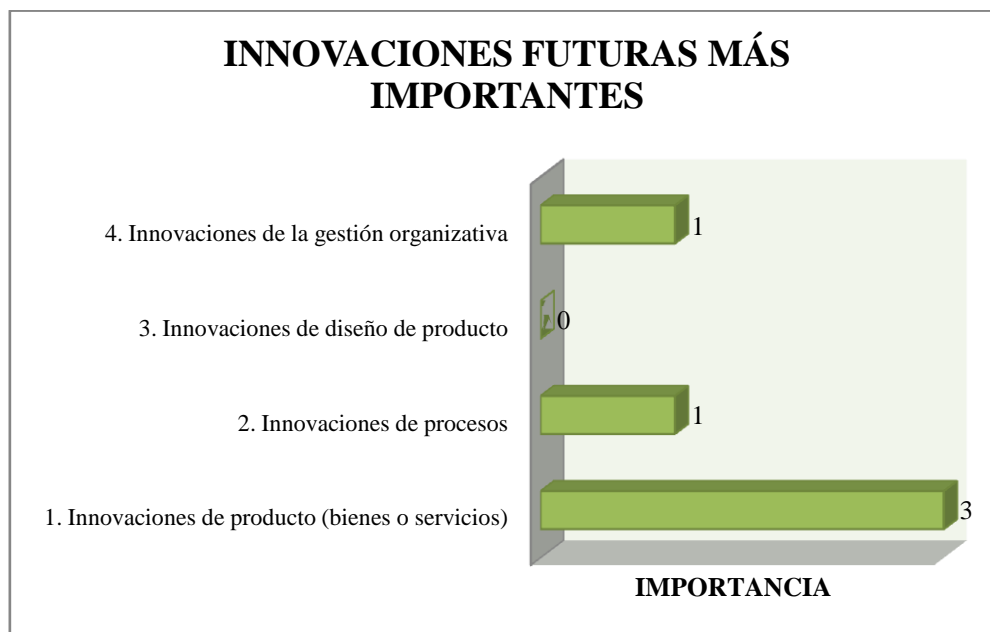 INNOVACIONES FUTURAS MÁS
IMPORTANTES
4. Innovaciones de la gestión organizativa
1
3. Innovaciones de diseño de producto
0
2. Innovaciones de procesos
1
1. Innovaciones de producto (bienes o servicios)
3
IMPORTANCIA